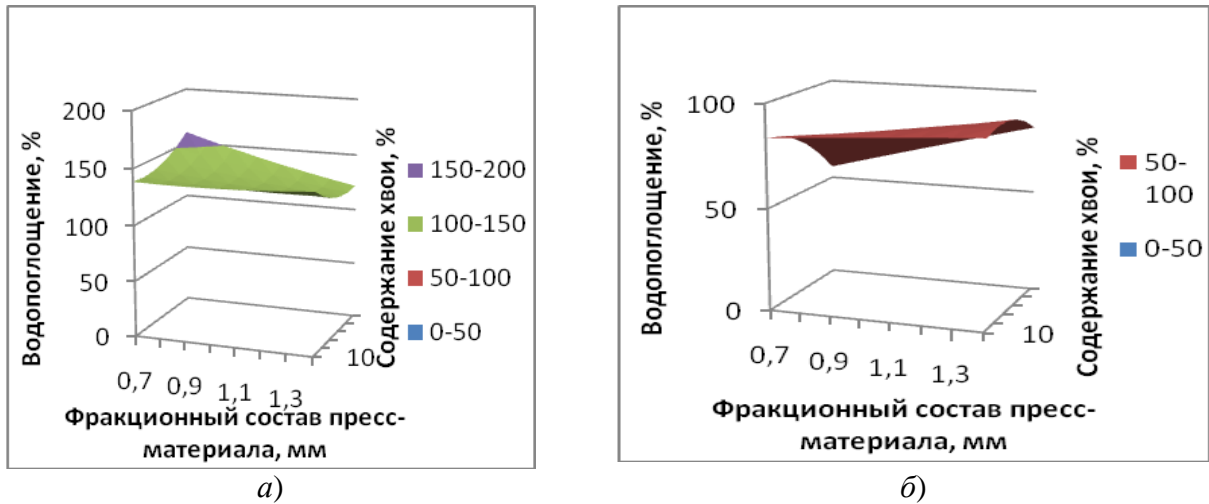 Водопоглощение, %
200
150
100
50
0
0,7
0,9
1,1
1,3
10
Фракционный состав пресс-
материала, мм
Содержание хвои, %
150-200
100-150
50-100
0-50
а)
Водопоглощение, %
100
50
0
0,7
0,9
1,1
1,3
10
Фракционный состав пресс-
материала, мм
Содержание хвои, %
50-
100
0-50
б)